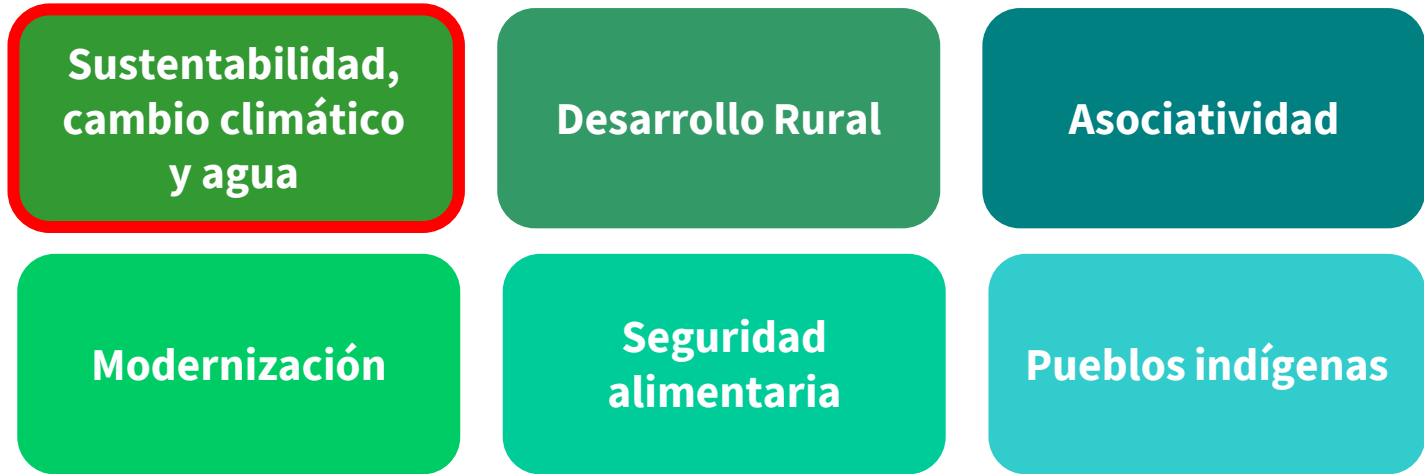 Sustentabilidad,
cambio climático
y agua
Desarrollo Rural
Asociatividad
Modernización
Seguridad
alimentaria
Pueblos indígenas